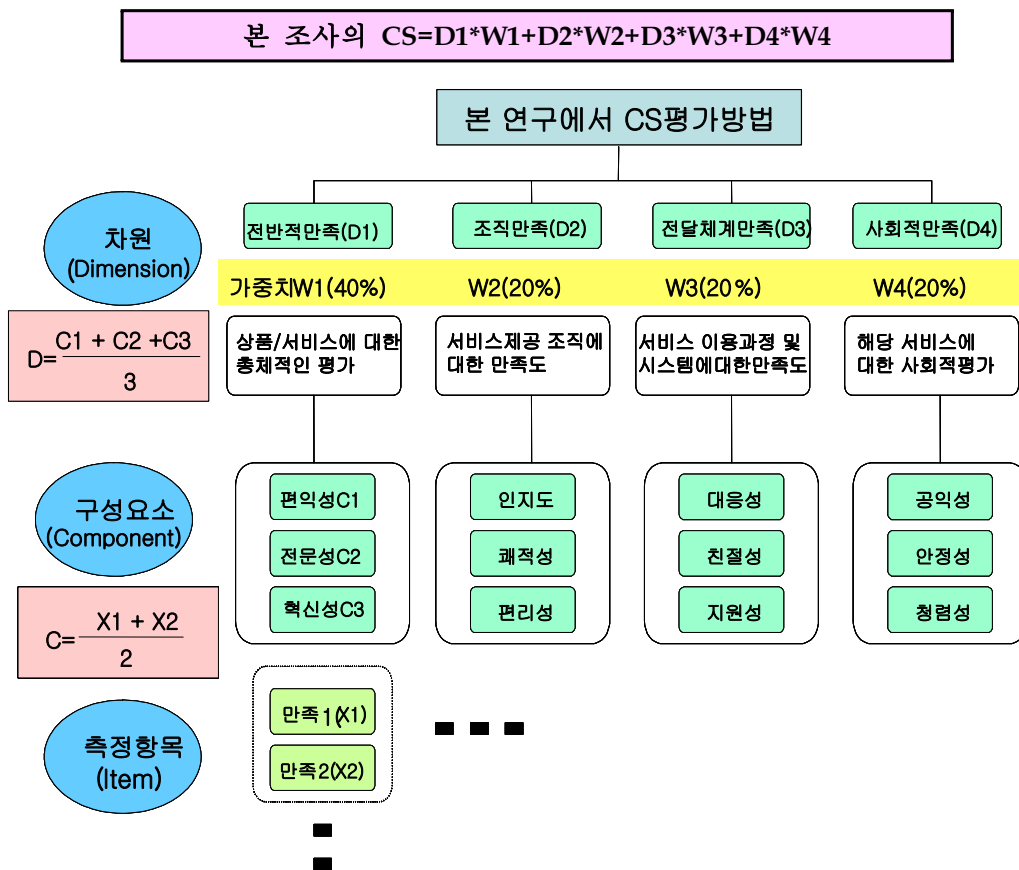 본 조사의 CS=D1*W1+D2*W2+D3*W3+D4*W4
본 연구에서 CS평가방법
차원
(Dimension)
전반적만족(D1)
조직만족(D2)
전달체계만족(D3)
사회적만족(D4)
가중치W1(40%)
W2(20%)
W3(20%)
W4(20%)
D=
C1 + C2 +C3
3
상품/서비스에 대한
총체적인 평가
서비스제공 조직에
대한 만족도
서비스 이용과정 및
시스템에대한만족도
해당 서비스에
대한 사회적평가
구성요소
(Component)
편익성C1
전문성C2
혁신성C3
인지도
쾌적성
편리성
대응성
친절성
지원성
공익성
안정성
청렴성
C=
X1 + X2
2
측정항목
(Item)
만족1(X1)
만족2(X2)